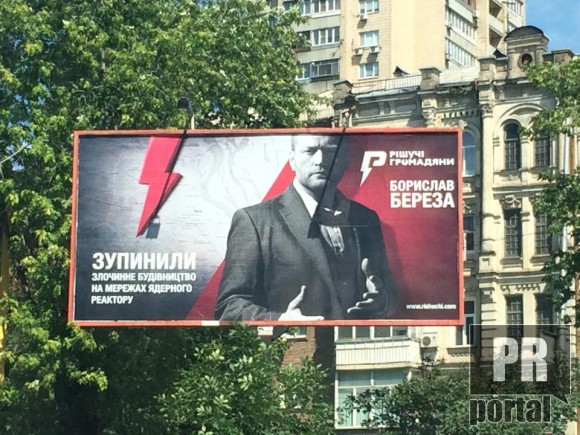 РІШУЧІ
ГРОМАДЯНИ
БОРИСЛАВ
БЕРЕЗА
ЗУПИНИЛИ
ЗЛОЧИННЕ БУДІВНИЦТВО
НА МЕРЕЖАХ ЯДЕРНОГО
РЕАКТОРУ
www.rishuchi.com
PR
portal